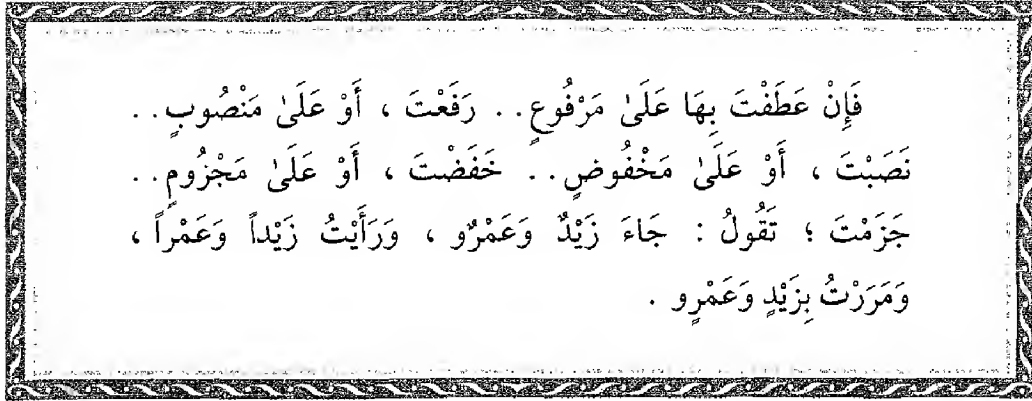 فَإِنْ عَطَفْتَ بِهَا عَلَىٰ مَرْفُوعٍ . . رَفَعْتَ ، أَوْ عَلَىٰ مَنْصُوبٍ . .
نَصَبْتَ ، أَوْ عَلَىٰ مَخْفُوضٍ . . خَفَضْتَ ، أَوْ عَلَىٰ مَجْزُومٍ . .
جَزَمْتَ ؛ تَقُولُ : جَاءَ زَيْدٌ وَعَمْرٌو ، وَرَأَيْتُ زَيْداً وَعَمْراً ،
وَمَرَرْتُ بِزَيْدٍ وَعَمْرٍو .